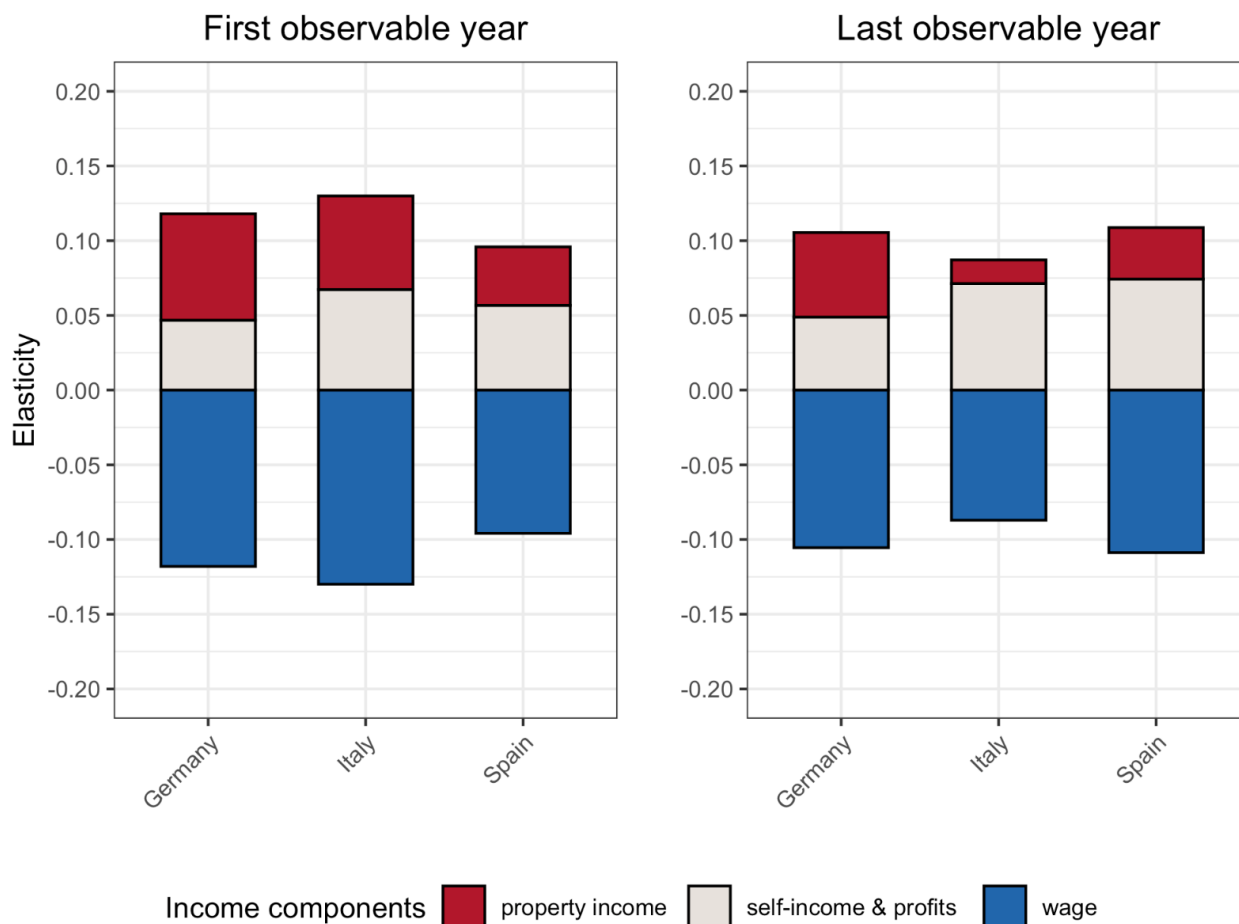 First observable year
Last observable year
Elasticity
0.20
0.15
0.10
0.05
0.00
-0.05
-0.10
-0.15
-0.20
Germany
Italy
Spain
0.20
0.15
0.10
0.05
0.00
-0.05
-0.10
-0.15
-0.20
Germany
Italy
Spain
Income components property income self-income & profits wage